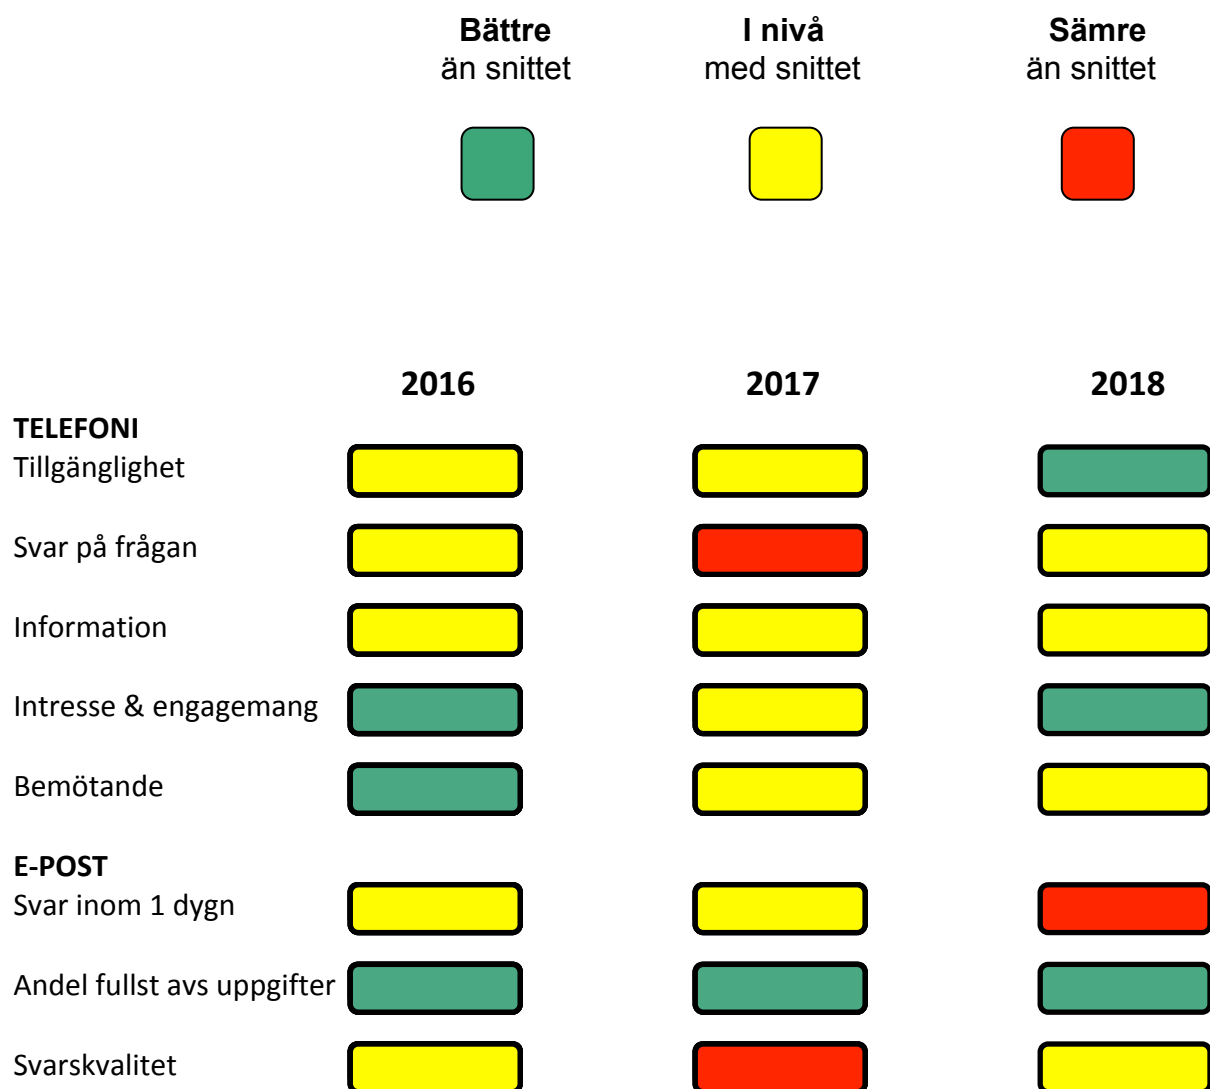 Bättre
än snittet
I nivå
med snittet
Sämre
än snittet
2016 2017 2018
TELEFONI
Tillgänglighet
Svar på frågan
Information
Intresse & engagemang
Bemötande
E-POST
Svar inom 1 dygn
Andel fullst avs uppgifter
Svarskvalitet